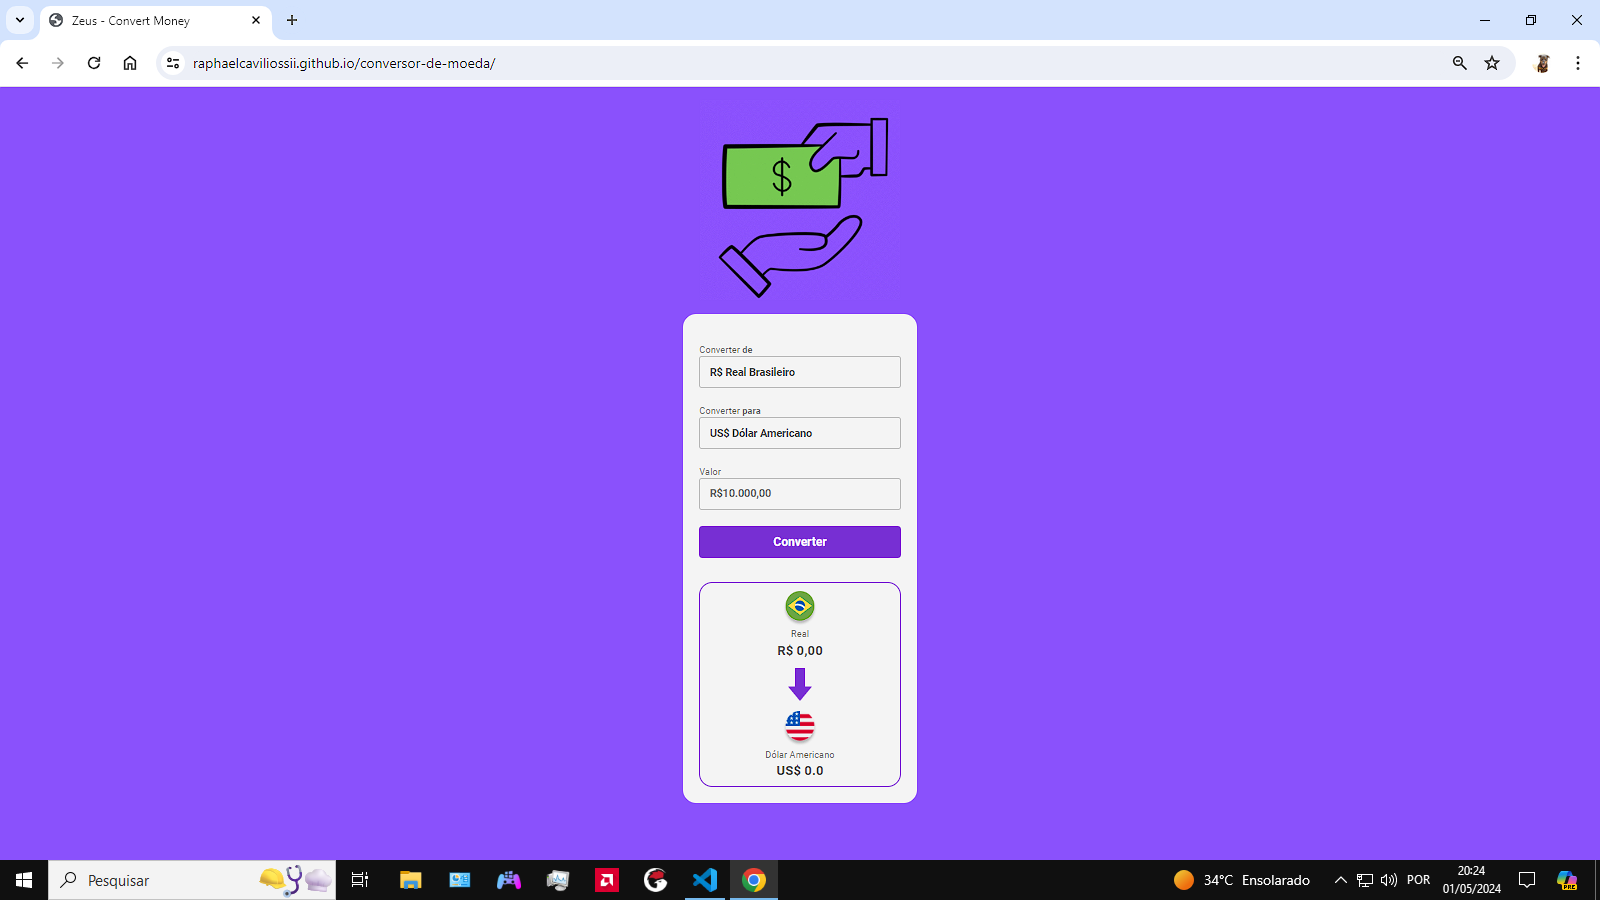 Zeus - Convert Money
raphaelcaviliossii.github.io/conversor-de-moeda/
$
Converter de
R$ Real Brasileiro
Converter para
US$ Dólar Americano
Valor
R$10.000,00
Converter
Real
R$ 0,00
Dólar Americano
US$ 0.0
Pesquisar
34°C Ensolarado
POR
20:24
01/05/2024
PRE